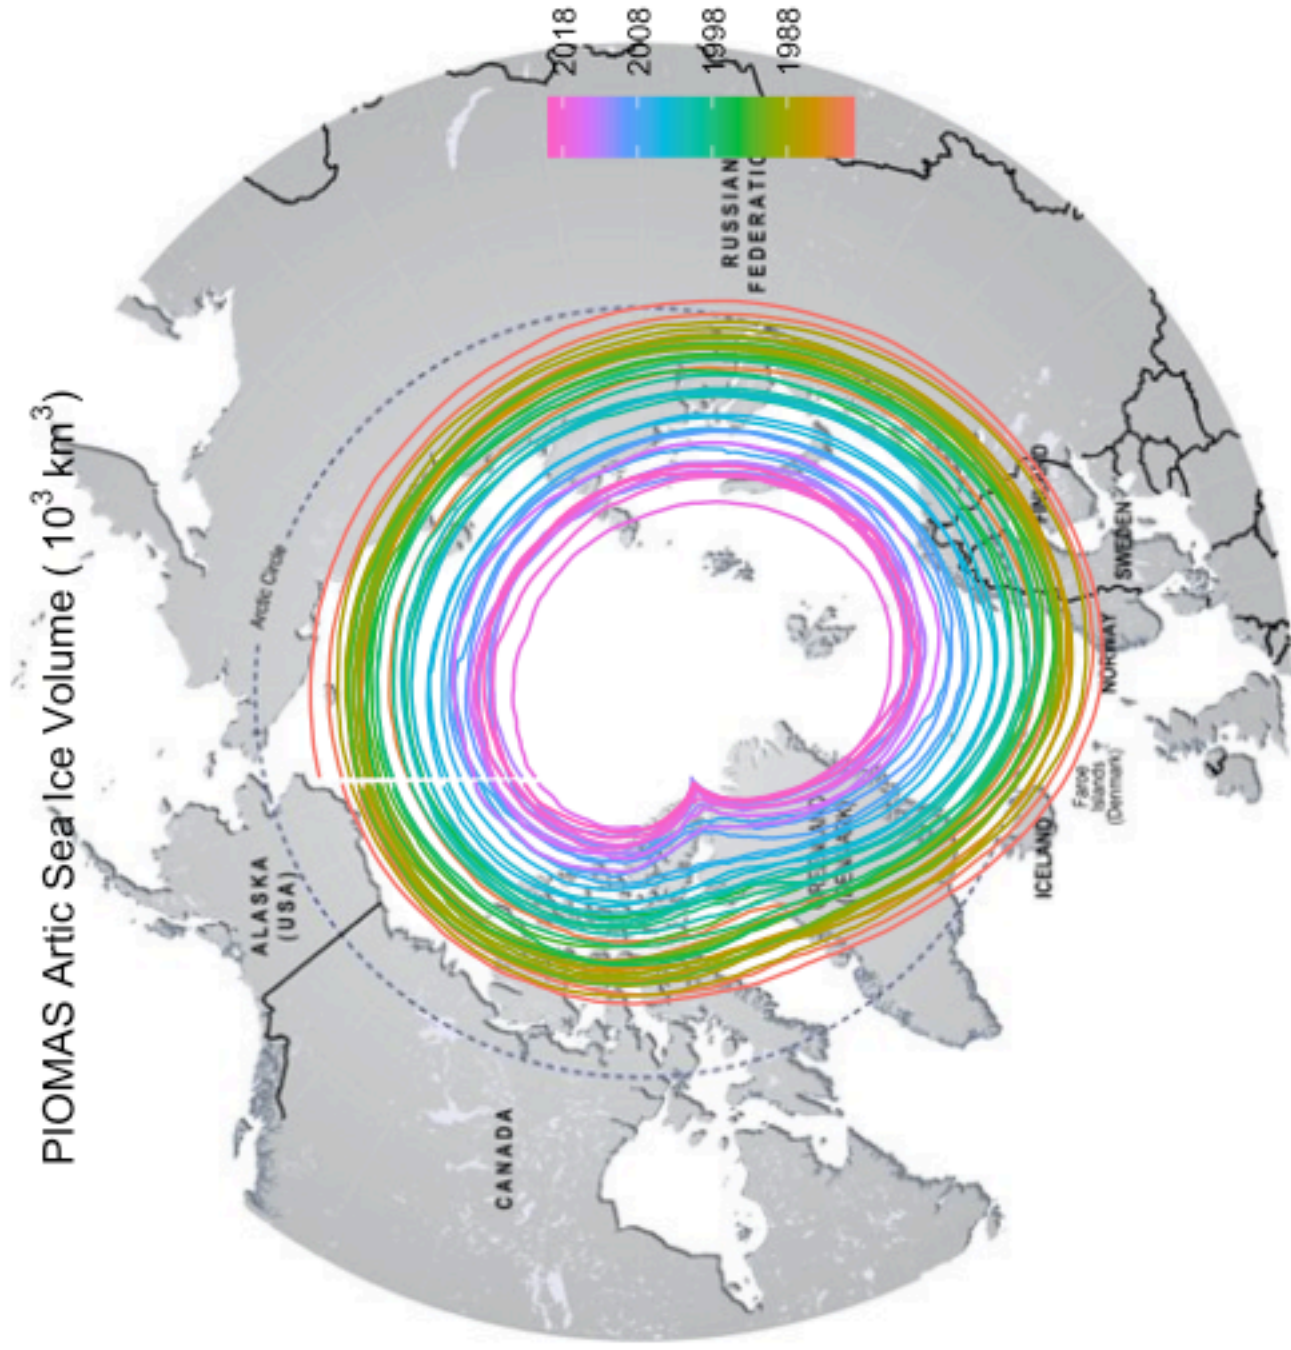 PIOMAS Artic Sea Ice Volume ( 10³ km³)
2018
2008
1998
1988
RUSSIAN
Arctic Circle
ALASKA
(USA)
CANADA
SWEDEN
NORWAY
ICELAND
Faroe
Islands
(Denmark)